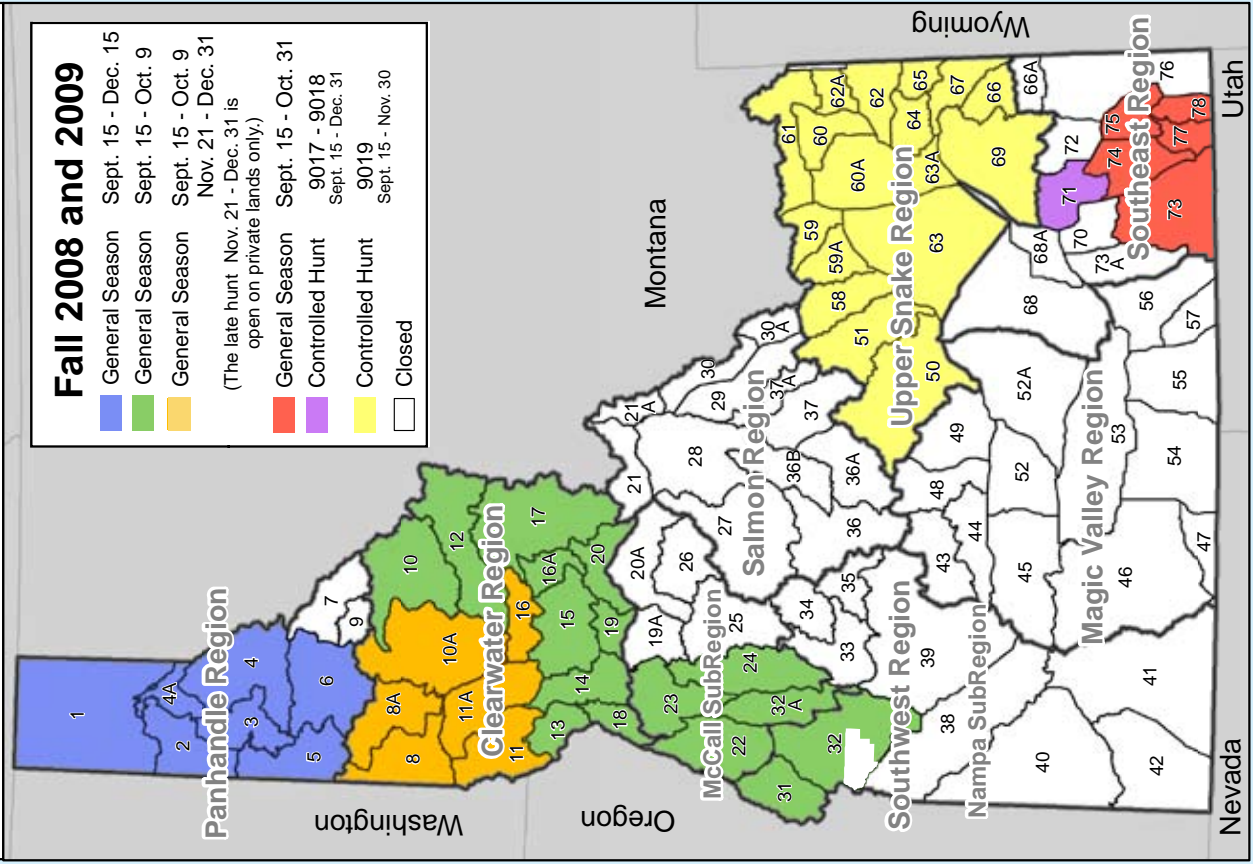 Fall 2008 and 2009
General Season Sept. 15 - Dec. 15
General Season Sept. 15 - Oct. 9
General Season Sept. 15 - Oct. 9
Nov. 21 - Dec. 31
(The late hunt Nov. 21 - Dec. 31 is
open on private lands only.)
General Season Sept. 15 - Oct. 31
Controlled Hunt 9017 - 9018
Sept. 15 - Dec. 31
Controlled Hunt 9019
Sept. 15 - Nov. 30
Closed
Panhandle Region
Clearwater Region
McCall SubRegion
Salmon Region
Southwest Region
Nampa SubRegion
Magic Valley Region
Upper Snake Region
Southeast Region
Washington
Oregon
Nevada
Utah
Wyoming
Montana
1
2
3
4
4A
5
6
7
9
8
8A
10
10A
11
11A
12
13
14
15
16
16A
17
18
19
20
19A
20A
21
21
A
22
23
24
25
26
27
28
29
30
30
A
31
32
32
A
33
34
35
36
36A
36B
37
37
A
38
39
40
41
42
43
44
45
46
47
48
49
50
51
52
52A
53
54
55
56
57
58
59
59A
60
60A
61
62
62A
63
63A
64
65
66
66A
67
68
68A
69
70
71
72
73
73
A
74
75
76
77
78